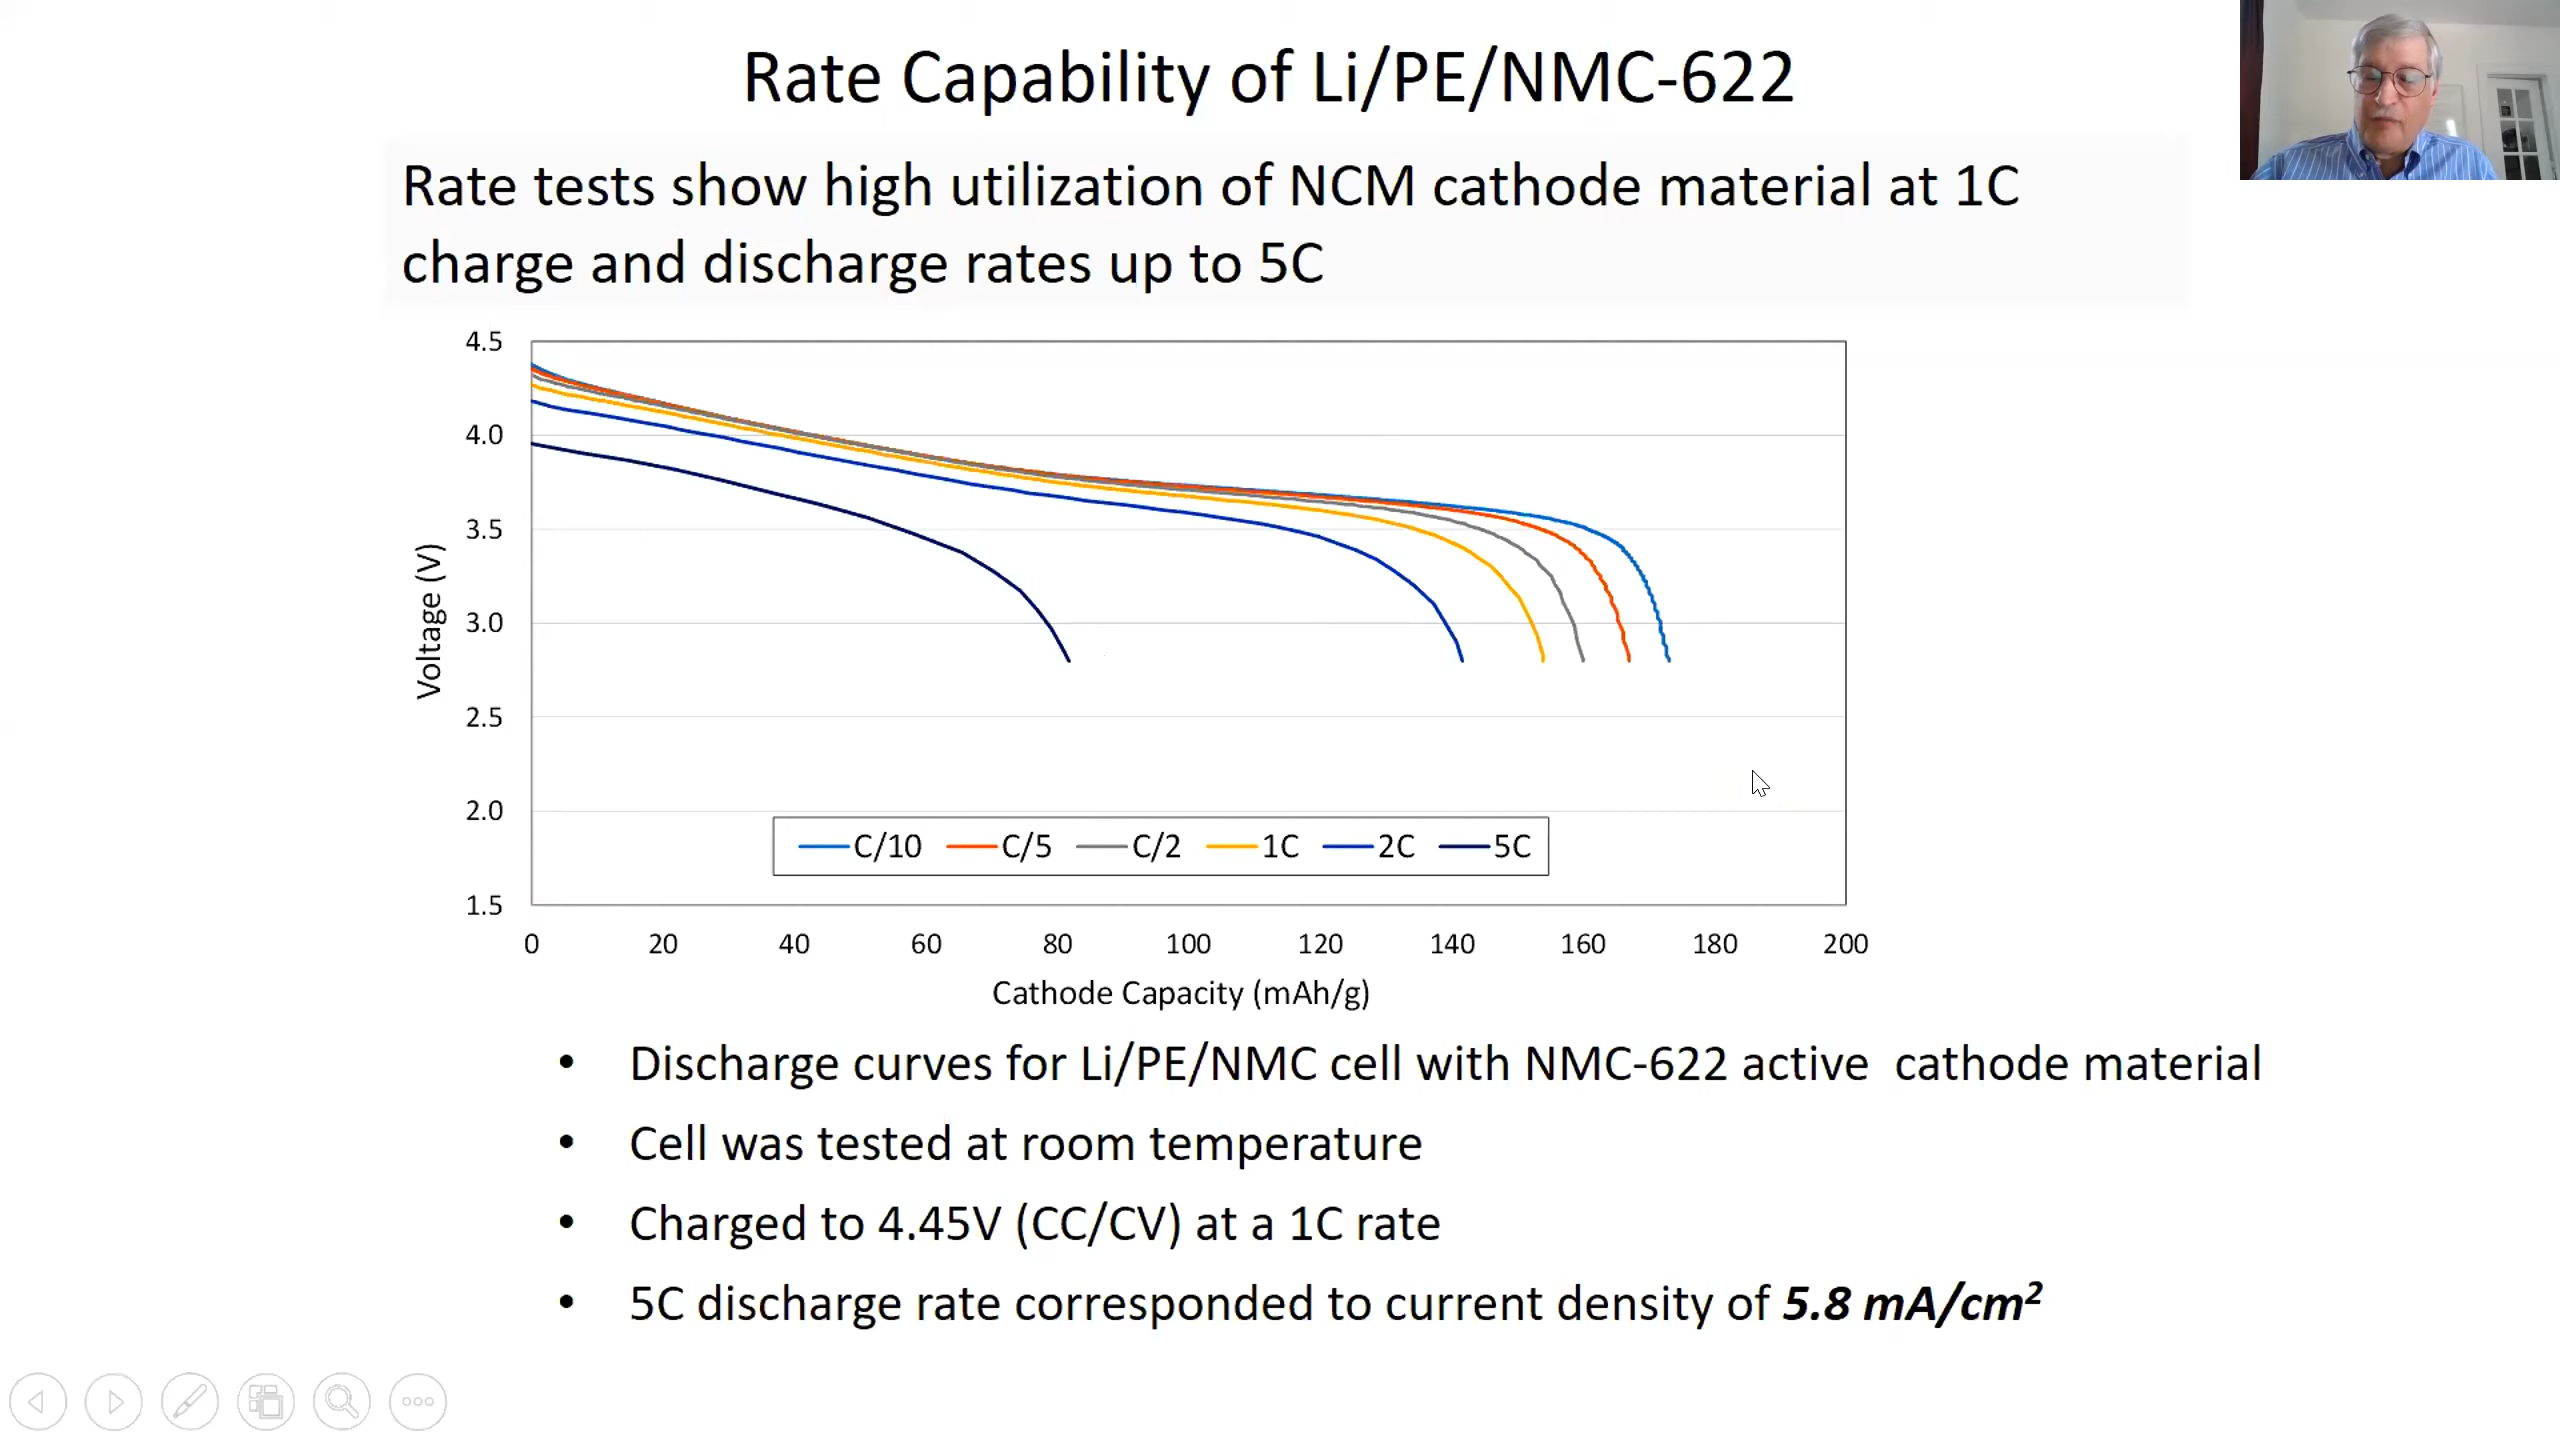 Rate Capability of Li/PE/NMC-622
Rate tests show high utilization of NCM cathode material at 1C
charge and discharge rates up to 5C
4.5
4.0
3.5
3.0
2.5
2.0
1.5
Voltage (V)
C/10 C/5 C/2 1C 2C 5C
0 20 40 60 80 100 120 140 160 180 200
Cathode Capacity (mAh/g)
• Discharge curves for Li/PE/NMC cell with NMC-622 active cathode material
• Cell was tested at room temperature
• Charged to 4.45V (CC/CV) at a 1C rate
• 5C discharge rate corresponded to current density of 5.8 mA/cm²